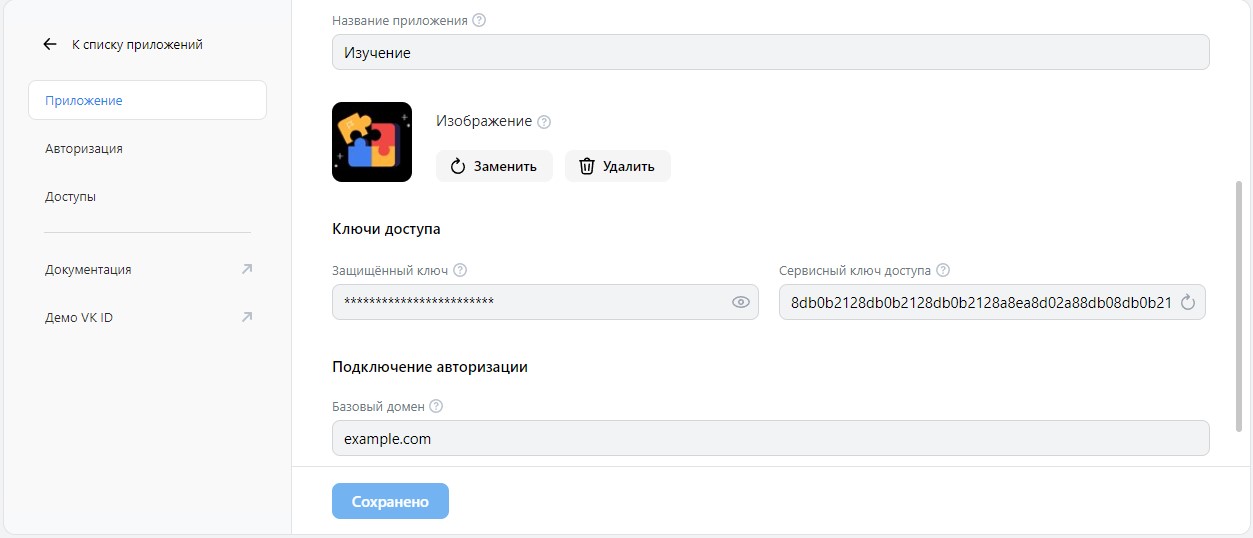 К списку приложений
Приложение
Авторизация
Доступы
Документация
Демо VK ID
Название приложения
Изучение
Изображение
Заменить
Удалить
Ключи доступа
Защищённый ключ
Сервисный ключ доступа
************************
8db0b2128db0b2128db0b2128a8ea8d02a88db08db0b21
Подключение авторизации
Базовый домен
example.com
Сохранено